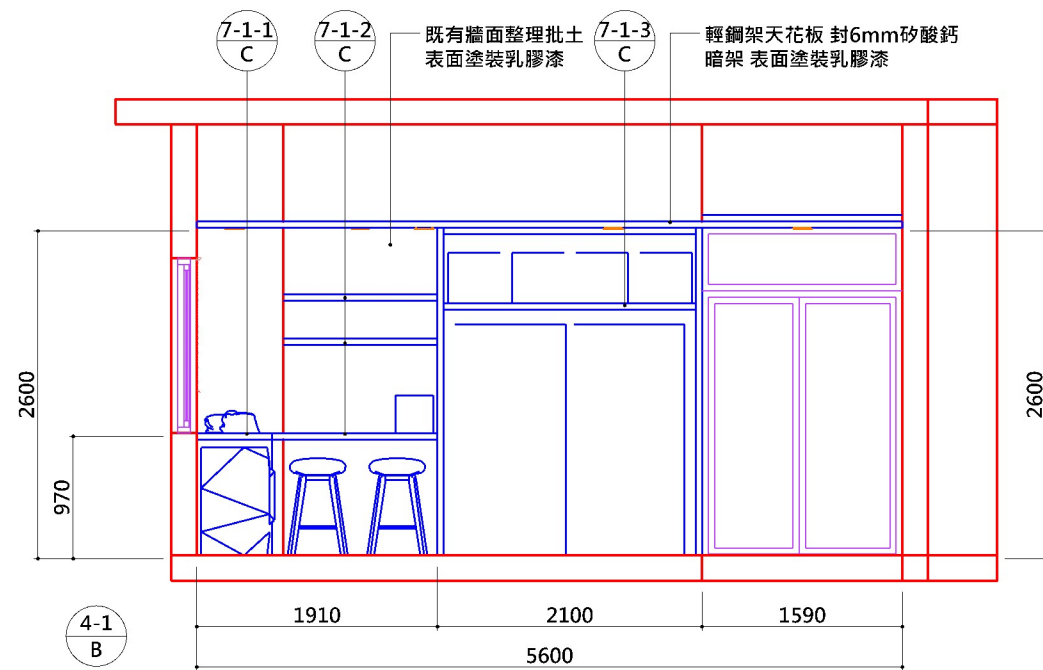 7-1-1
C
7-1-2
C
既有牆面整理批土
表面塗裝乳膠漆
7-1-3
C
輕鋼架天花板 封6mm矽酸鈣
暗架 表面塗裝乳膠漆
2600
2600
970
1910
2100
1590
4-1
B
5600